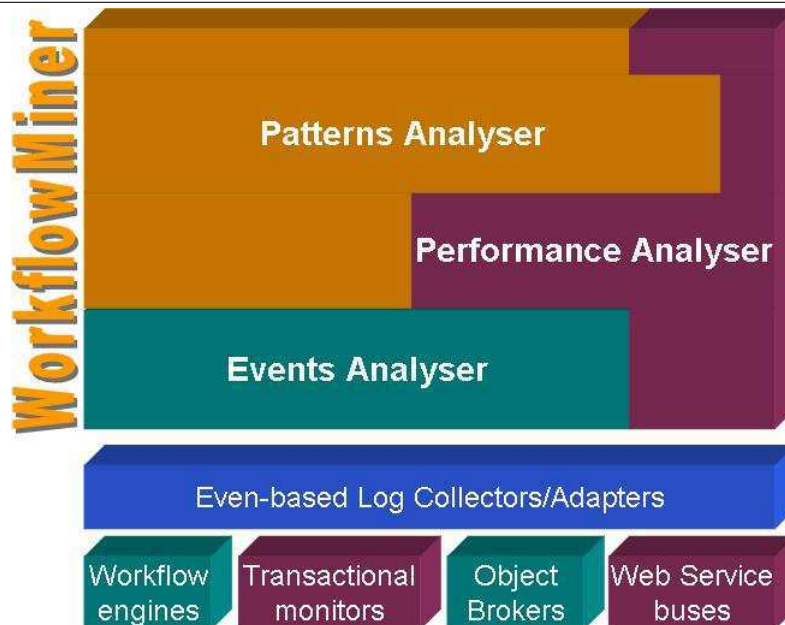 WorkflowMiner
Patterns Analyser
Performance Analyser
Events Analyser
Even-based Log Collectors/Adapters
Workflow
engines
Transactional
monitors
Object
Brokers
Web Service
buses